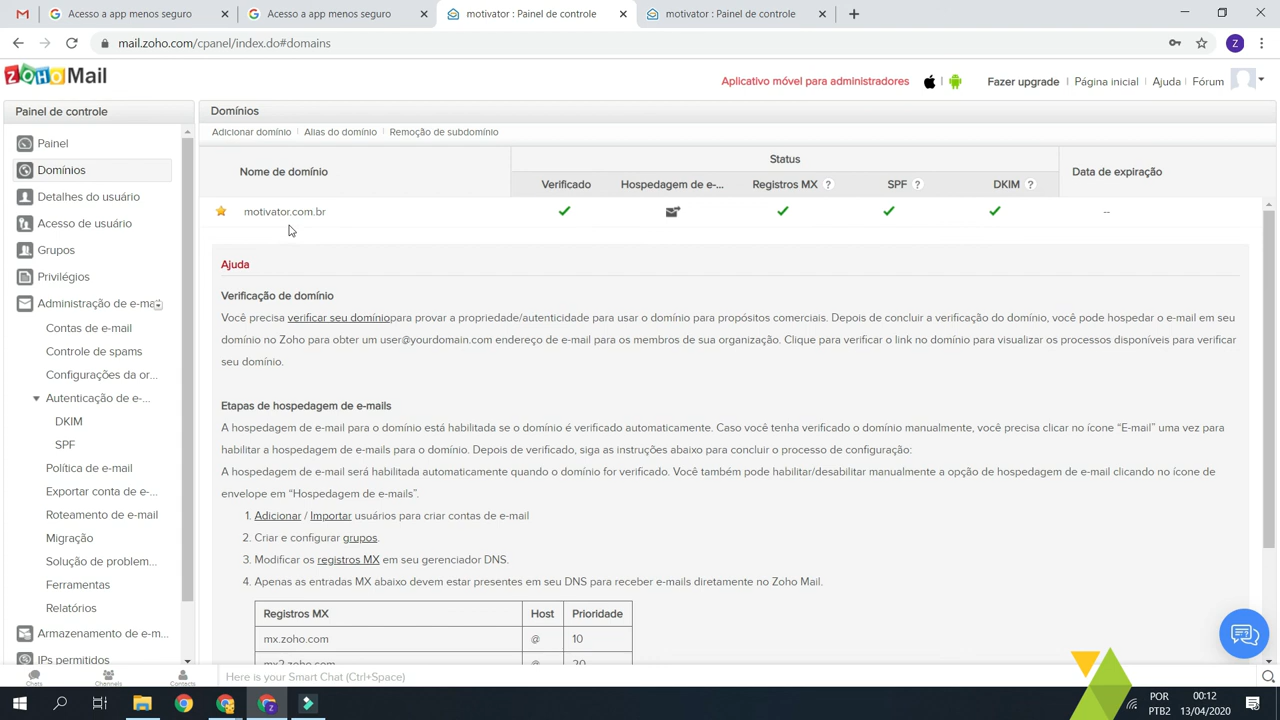 Acesso a app menos seguro
Acesso a app menos seguro
motivator : Painel de controle
motivator : Painel de controle
mail.zoho.com/cpanel/index.do#domains
Z
ZOHO Mail
Aplicativo móvel para administradores
Fazer upgrade
Página inicial
Ajuda
Fórum
Painel de controle
Domínios
Painel
Adicionar domínio
Alias do domínio
Remoção de subdomínio
Domínios
Detalhes do usuário
Acesso de usuário
Grupos
Privilégios
Administração de e-ma
Contas de e-mail
Controle de spams
Configurações da or...
Autenticação de e-...
DKIM
SPF
Política de e-mail
Exportar conta de e-...
Roteamento de e-mail
Migração
Solução de problem...
Ferramentas
Relatórios
Armazenamento de e-m...
IPs permitidos
Nome de domínio
Status
Data de expiração
Verificado
Hospedagem de e-...
Registros MX ?
SPF ?
DKIM ?
motivator.com.br
--
Ajuda
Verificação de domínio
Você precisa verificar seu domíniopara provar a propriedade/autenticidade para usar o domínio para propósitos comerciais. Depois de concluir a verificação do domínio, você pode hospedar o e-mail em seu
domínio no Zoho para obter um user@yourdomain.com endereço de e-mail para os membros de sua organização. Clique para verificar o link no domínio para visualizar os processos disponíveis para verificar
seu domínio.
Etapas de hospedagem de e-mails
A hospedagem de e-mail para o domínio está habilitada se o domínio é verificado automaticamente. Caso você tenha verificado o domínio manualmente, você precisa clicar no ícone “E-mail” uma vez para
habilitar a hospedagem de e-mails para o domínio. Depois de verificado, siga as instruções abaixo para concluir o processo de configuração:
A hospedagem de e-mail será habilitada automaticamente quando o domínio for verificado. Você também pode habilitar/desabilitar manualmente a opção de hospedagem de e-mail clicando no ícone de
envelope em “Hospedagem de e-mails”.
1. Adicionar / Importar usuários para criar contas de e-mail
2. Criar e configurar grupos.
3. Modificar os registros MX em seu gerenciador DNS.
4. Apenas as entradas MX abaixo devem estar presentes em seu DNS para receber e-mails diretamente no Zoho Mail.
Registros MX
Host
Prioridade
mx.zoho.com
@
10
mx2.zoho.com
@
20
Chats
Channels
Contacts
Here is your Smart Chat (Ctrl+Space)
POR
PTB2
00:12
13/04/2020